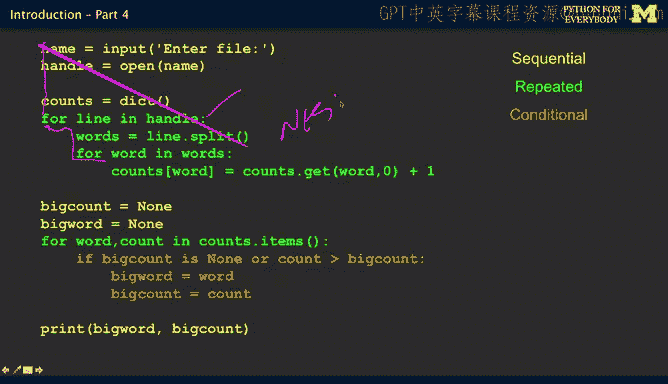 Introduction - Part 4
GPT中英字幕课程资源
PYTHON FOR
EVERYBODY
M
name = input('Enter file:')
handle = open(name)
counts = dict()
for line in handle:
words = line.split()
for word in words:
counts[word] = counts.get(word,0) + 1
bigcount = None
bigword = None
for word,count in counts.items():
if bigcount is None or count > bigcount:
bigword = word
bigcount = count
print(bigword, bigcount)
Sequential
Repeated
Conditional